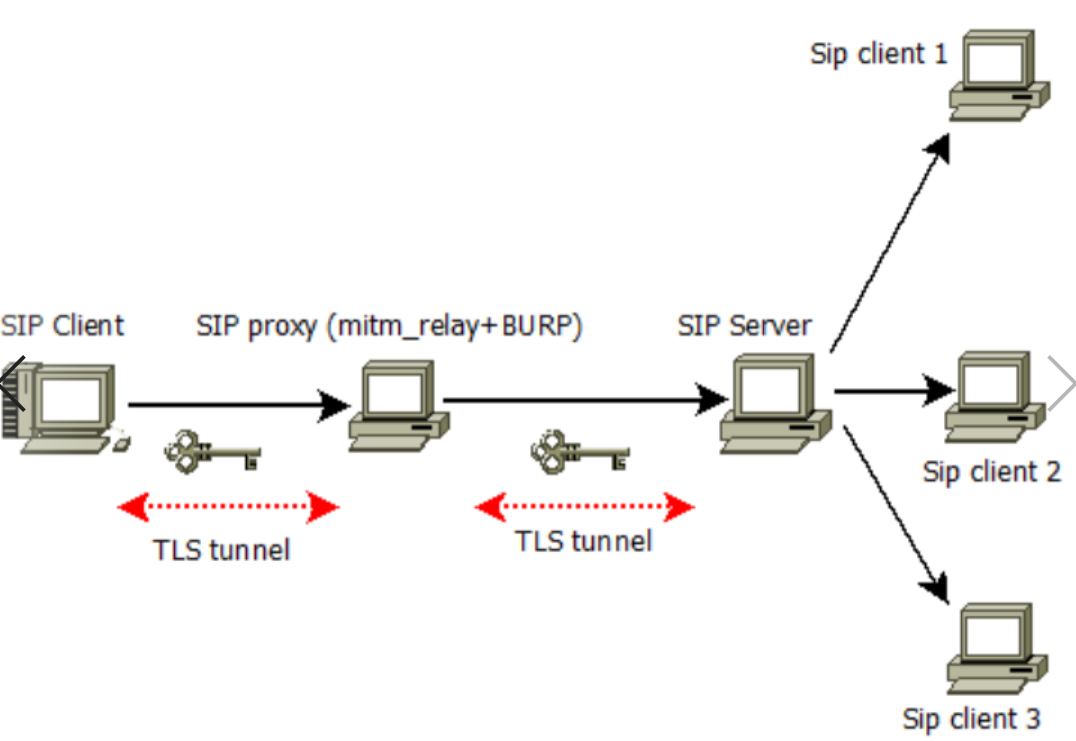 Sip client 1
SIP Client
SIP proxy (mitm_relay+BURP)
SIP Server
Sip client 2
TLS tunnel
TLS tunnel
Sip client 3